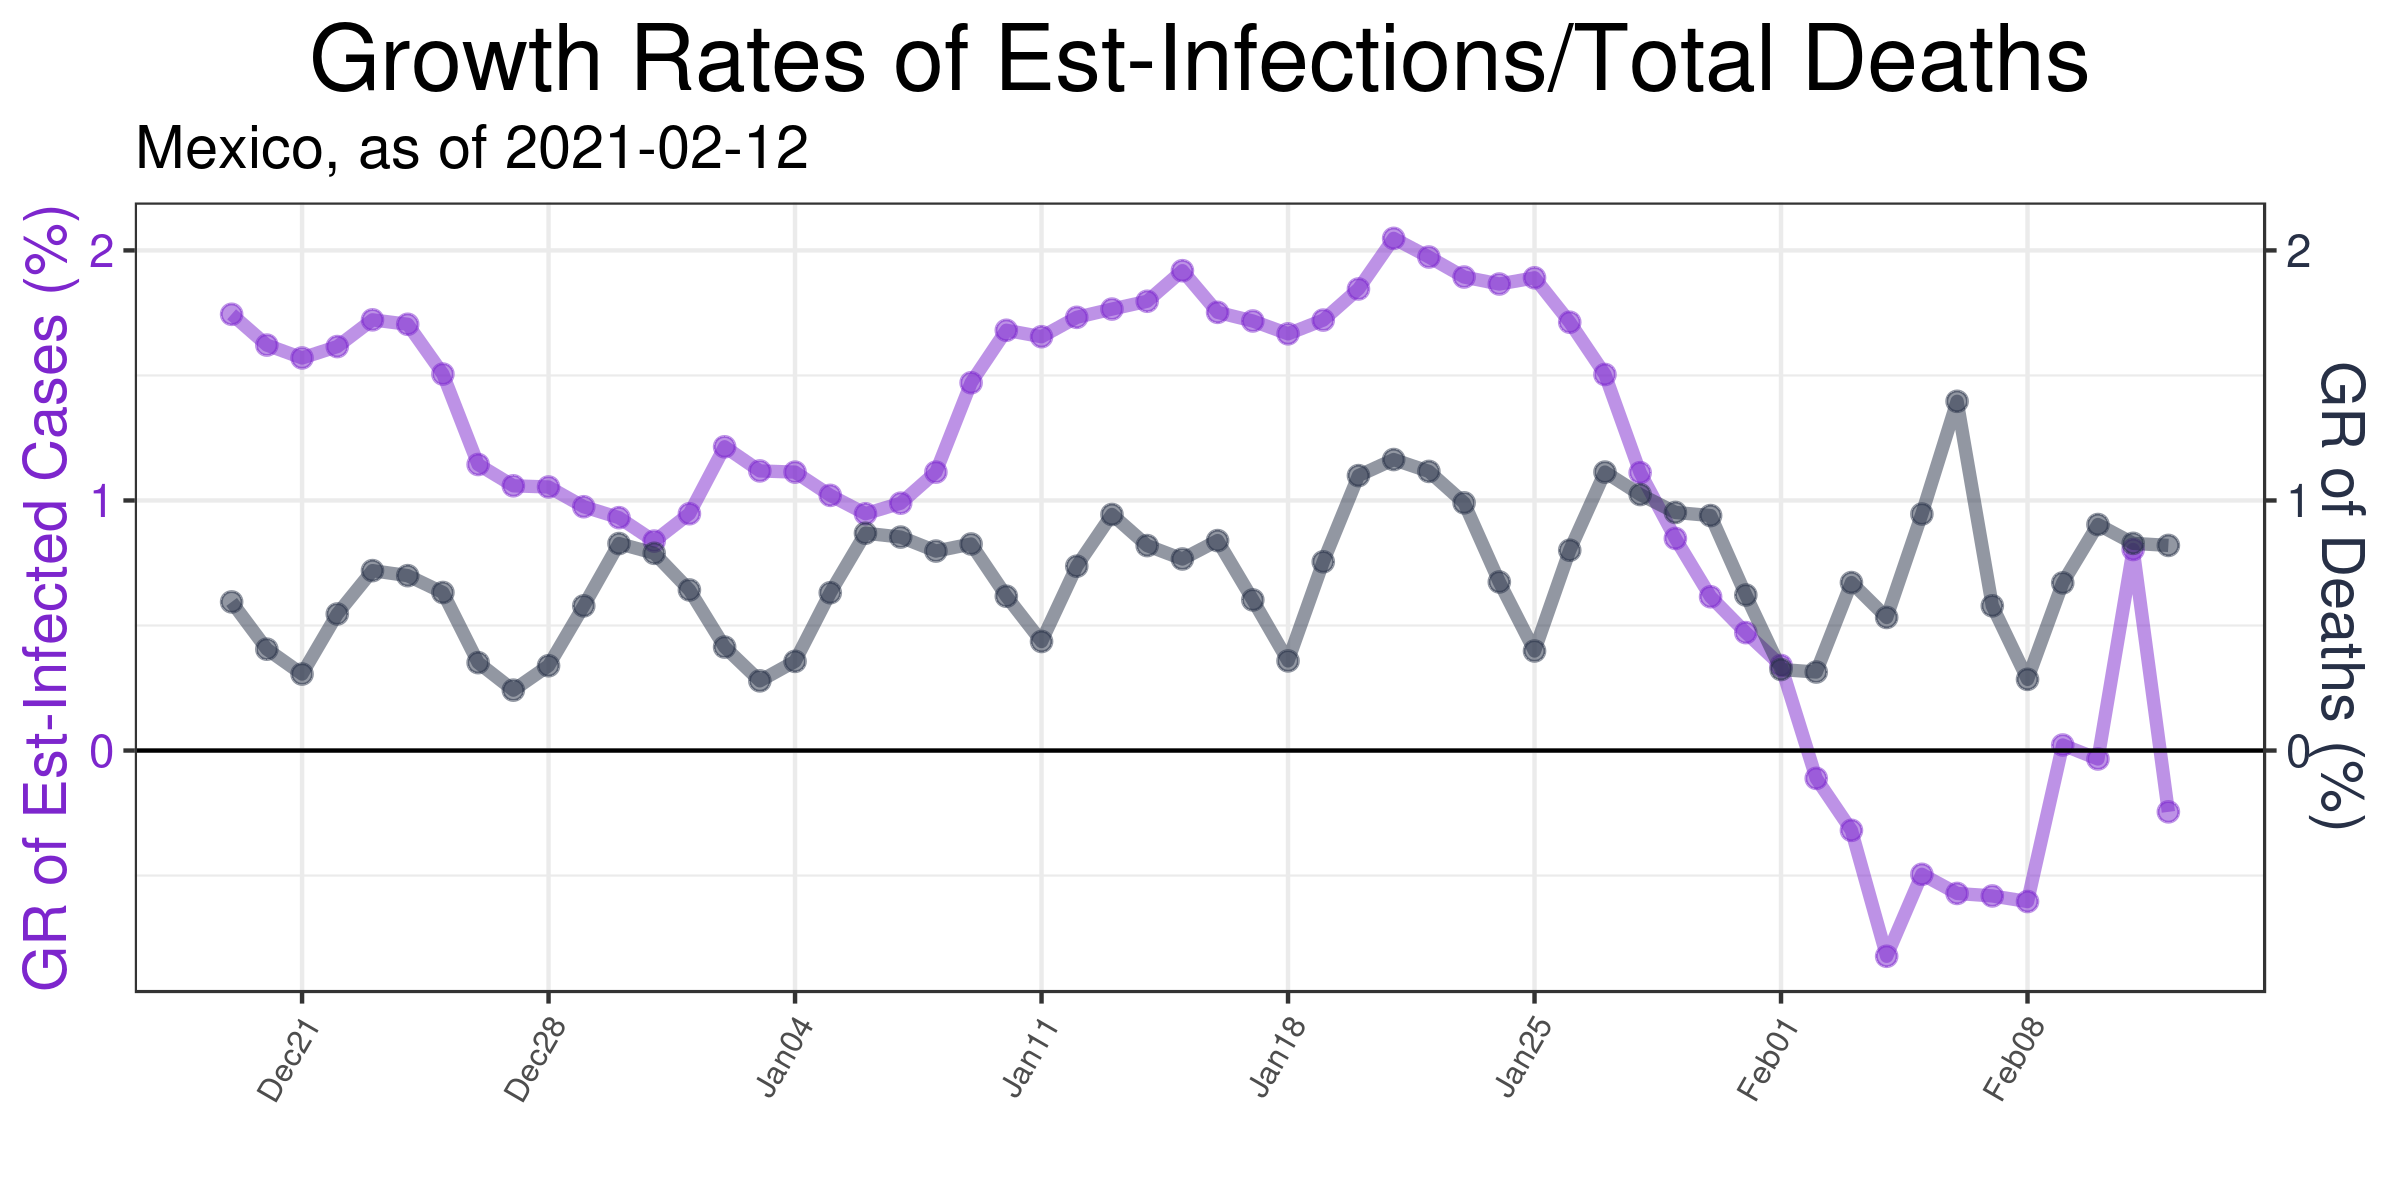 Growth Rates of Est-Infections/Total Deaths
Mexico, as of 2021-02-12
GR of Est-Infected Cases (%)
2
1
0
2
1
0
GR of Deaths (%)
Dec21
Dec28
Jan04
Jan11
Jan18
Jan25
Feb01
Feb08